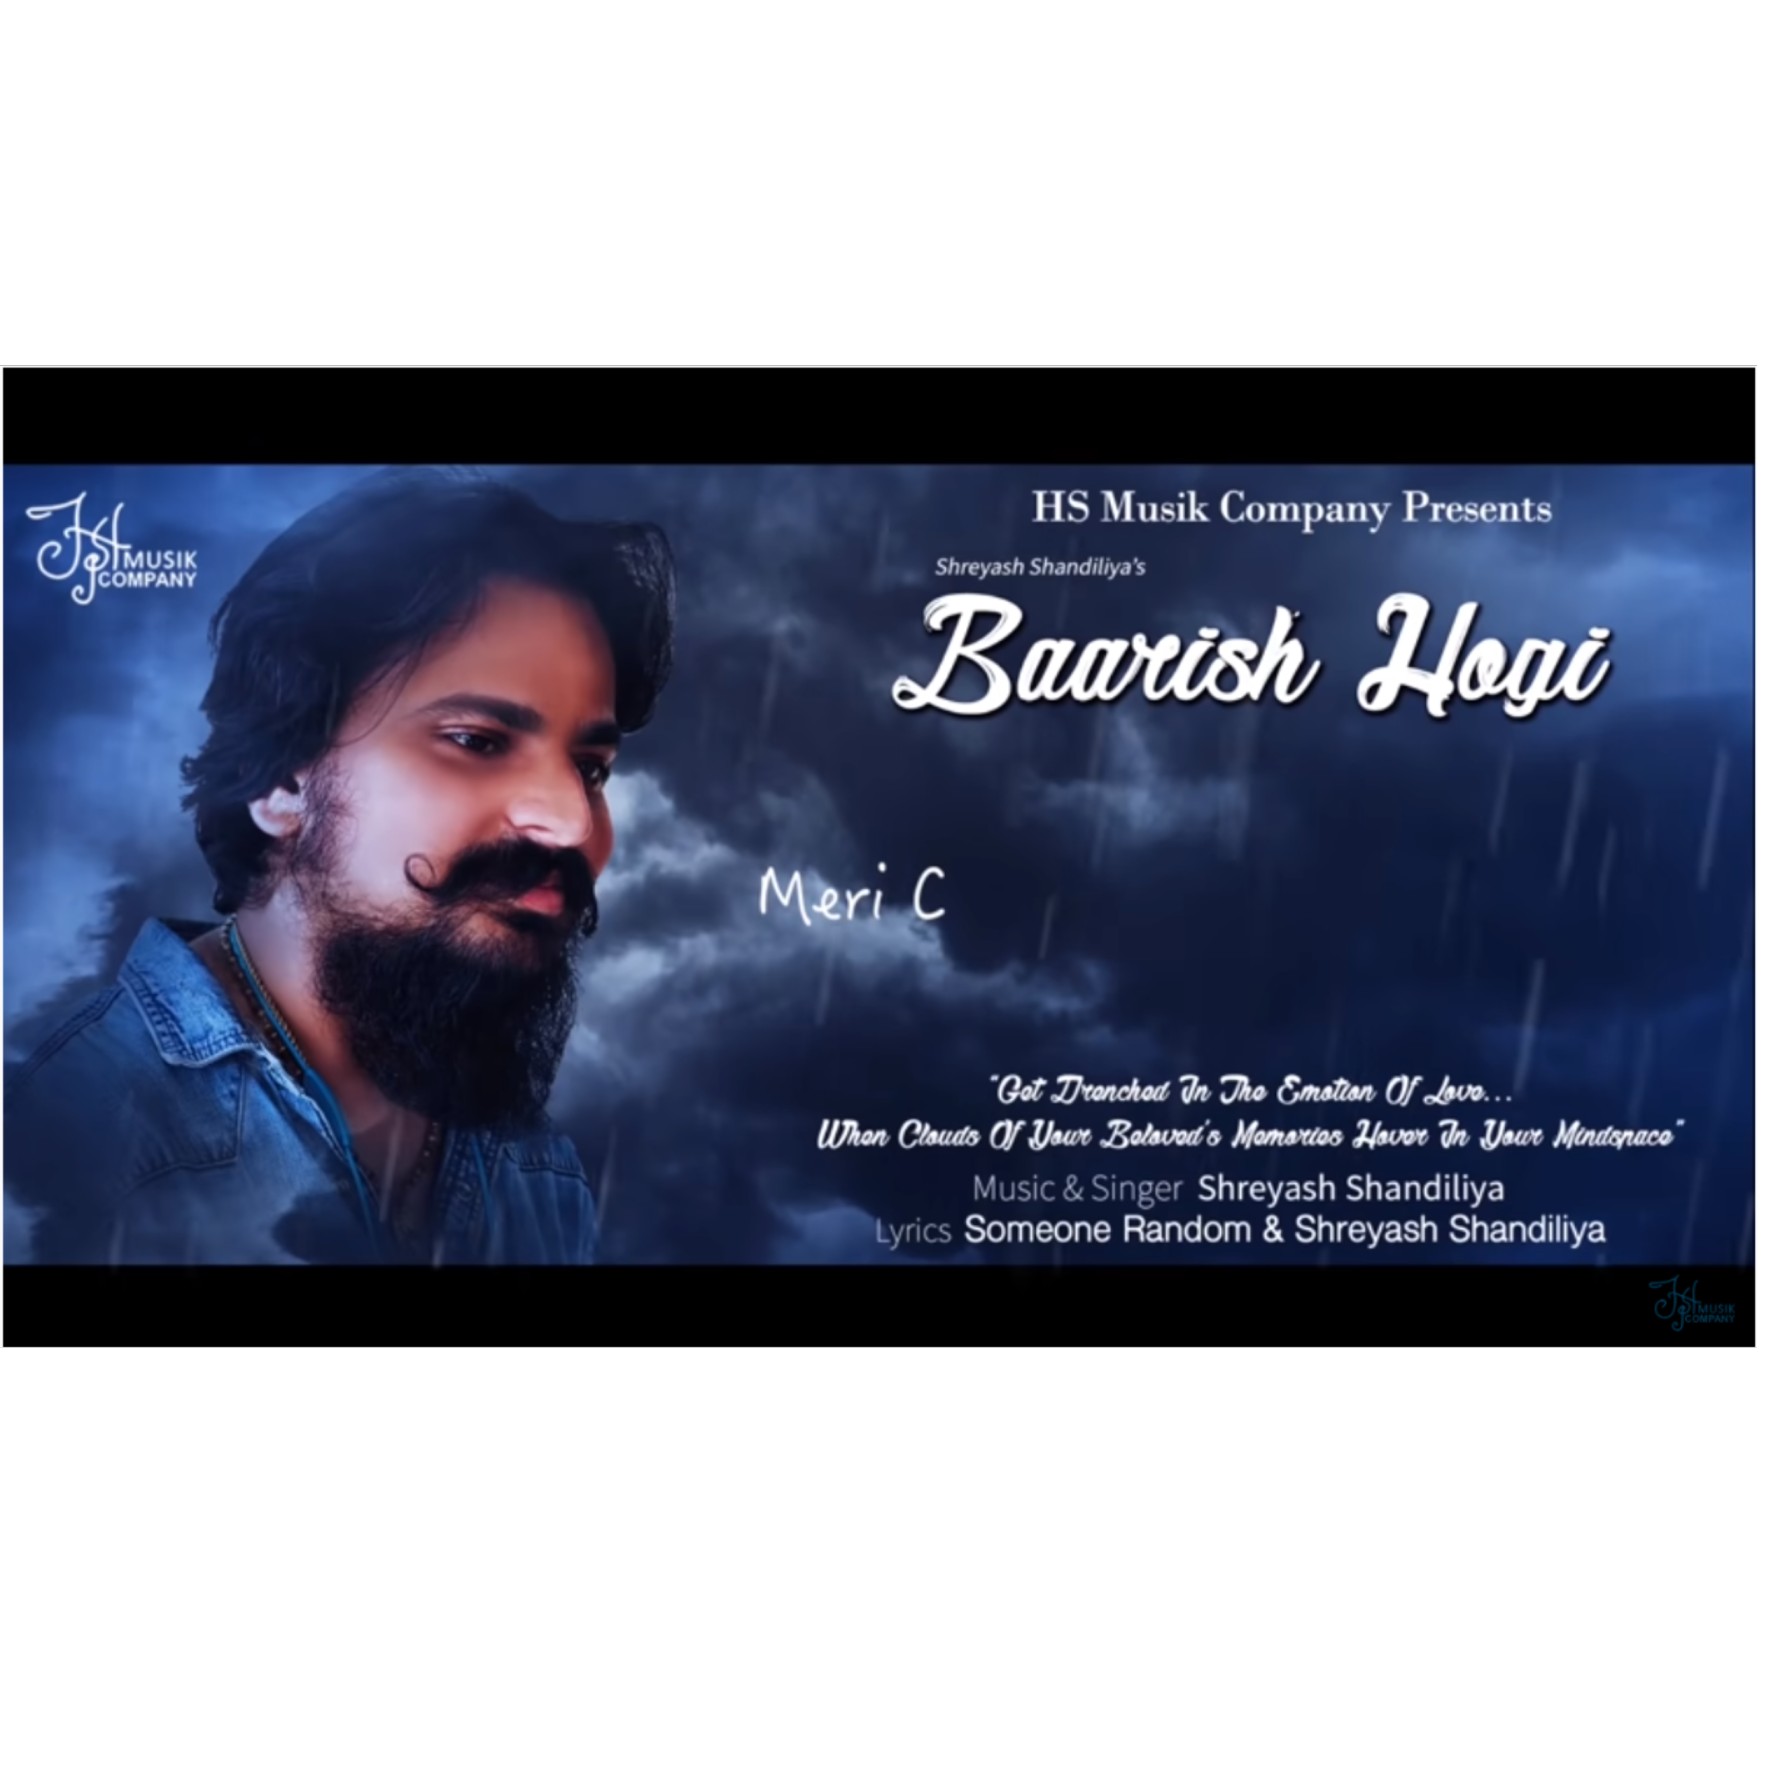 HS MUSIK
COMPANY
HS Musik Company Presents
Shreyash Shandiliya's
Baarish Hogi
Meri C
"Get Drenched In The Emotion Of Love...
When Clouds Of Your Beloved's Memories Hover In Your Mindspace"
Music & Singer Shreyash Shandiliya
Lyrics Someone Random & Shreyash Shandiliya
HS MUSIK
COMPANY